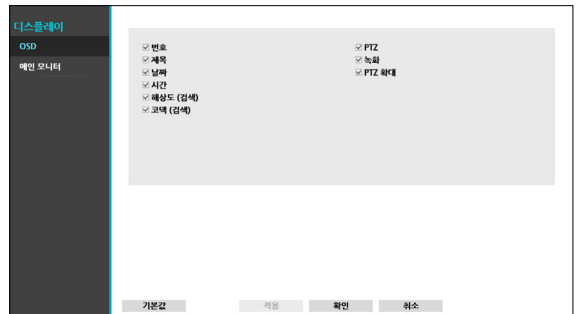 디스플레이
OSD
메인 모니터
번호
제목
날짜
시간
해상도 (검색)
코덱 (검색)
PTZ
녹화
PTZ 확대
기본값
적용
확인
취소